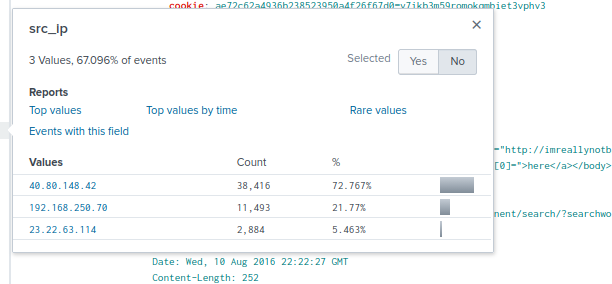 cookie: ae72c62a4936b238523950a4f26f67d0=v7ikb3m59romokqmbiet3vphv3
src_ip
×
3 Values, 67.096% of events
Selected Yes No
Reports
Top values Top values by time Rare values
Events with this field
="http://imreallynotb
[0]=">here</a></body>
Values Count %
40.80.148.42 38,416 72.767%
192.168.250.70 11,493 21.77%
nent/search/?searchwo
23.22.63.114 2,884 5.463%
Date: Wed, 10 Aug 2016 22:22:27 GMT
Content-Length: 252